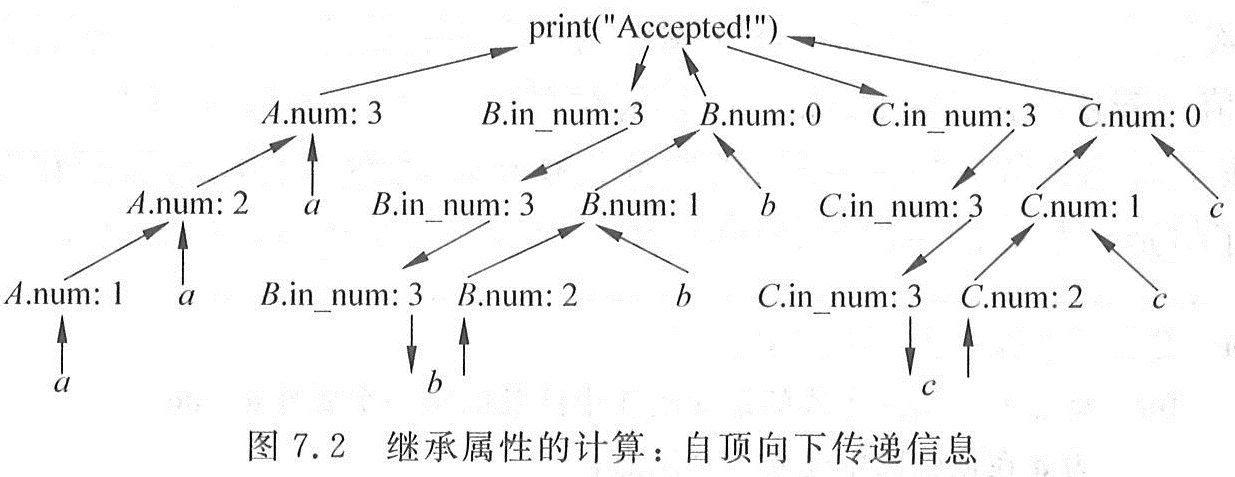 print("Accepted!")
A.num: 3 B.in_num: 3 B.num: 0 C.in_num: 3 C.num: 0
A.num: 2 a B.in_num: 3 B.num: 1 b C.in_num: 3 C.num: 1 c
A.num: 1 a B.in_num: 3 B.num: 2 b C.in_num: 3 C.num: 2 c
a b c
图 7.2 继承属性的计算：自顶向下传递信息